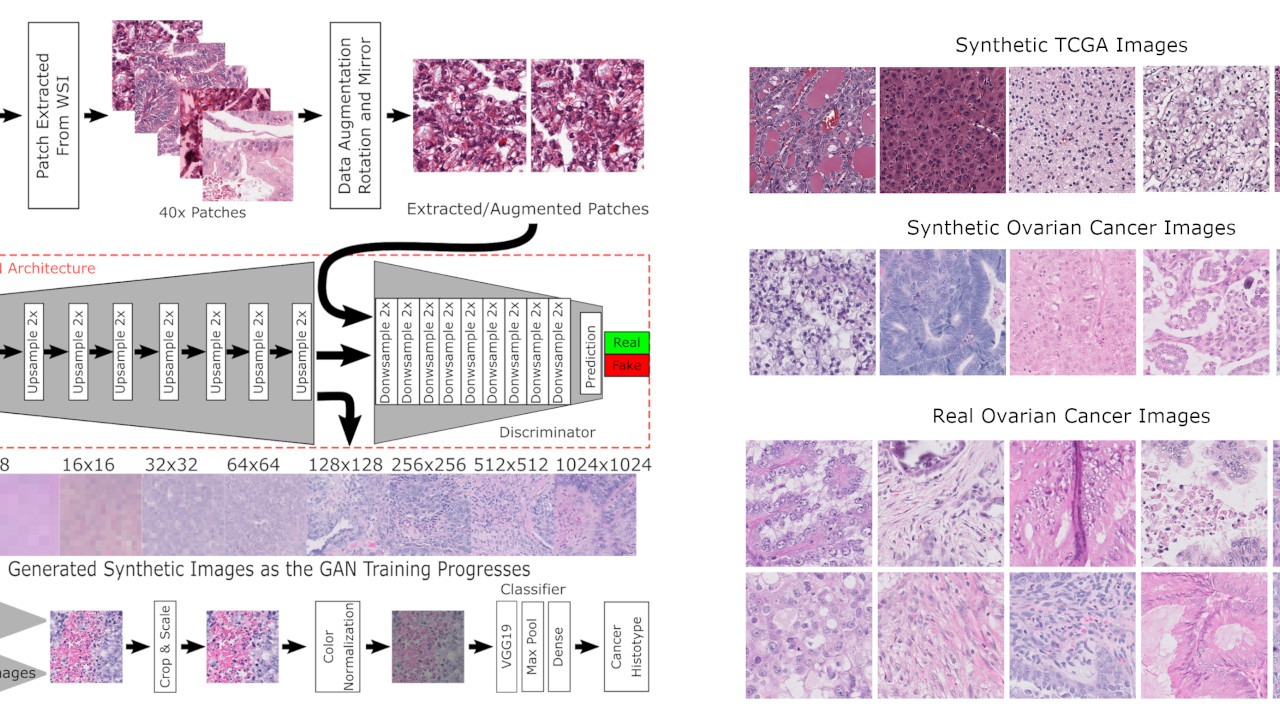 Patch Extracted
From WSI
40x Patches
Data Augmentation
Rotation and Mirror
Extracted/Augmented Patches
Architecture
Upsample 2x
Upsample 2x
Upsample 2x
Upsample 2x
Upsample 2x
Upsample 2x
Upsample 2x
Donwsample 2x
Donwsample 2x
Donwsample 2x
Donwsample 2x
Donwsample 2x
Donwsample 2x
Donwsample 2x
Donwsample 2x
Donwsample 2x
Prediction
Real
Fake
Discriminator
8 16x16 32x32 64x64 128x128 256x256 512x512 1024x1024
Generated Synthetic Images as the GAN Training Progresses
ages
Crop & Scale
Color
Normalization
Classifier
VGG19
Max Pool
Dense
Cancer
Histotype
Synthetic TCGA Images
Synthetic Ovarian Cancer Images
Real Ovarian Cancer Images